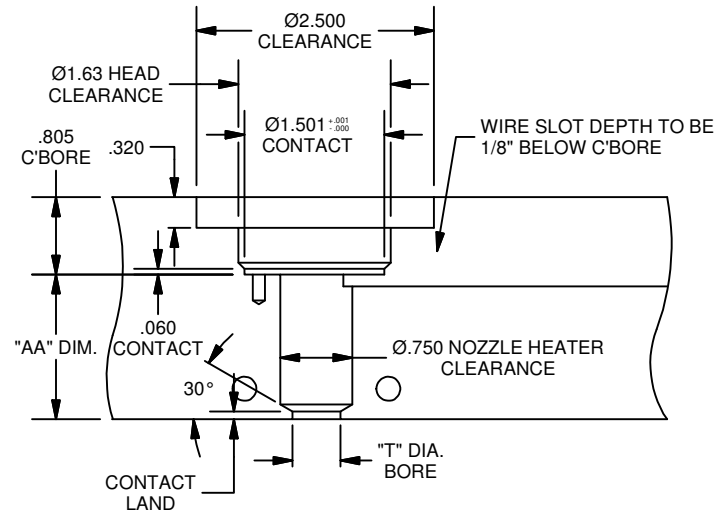 Ø2.500
CLEARANCE
Ø1.63 HEAD
CLEARANCE
Ø1.501 +.001 -.000
CONTACT
.805
C'BORE
.320
WIRE SLOT DEPTH TO BE
1/8" BELOW C'BORE
"AA" DIM.
.060
CONTACT
30°
Ø.750 NOZZLE HEATER
CLEARANCE
"T" DIA.
BORE
CONTACT
LAND